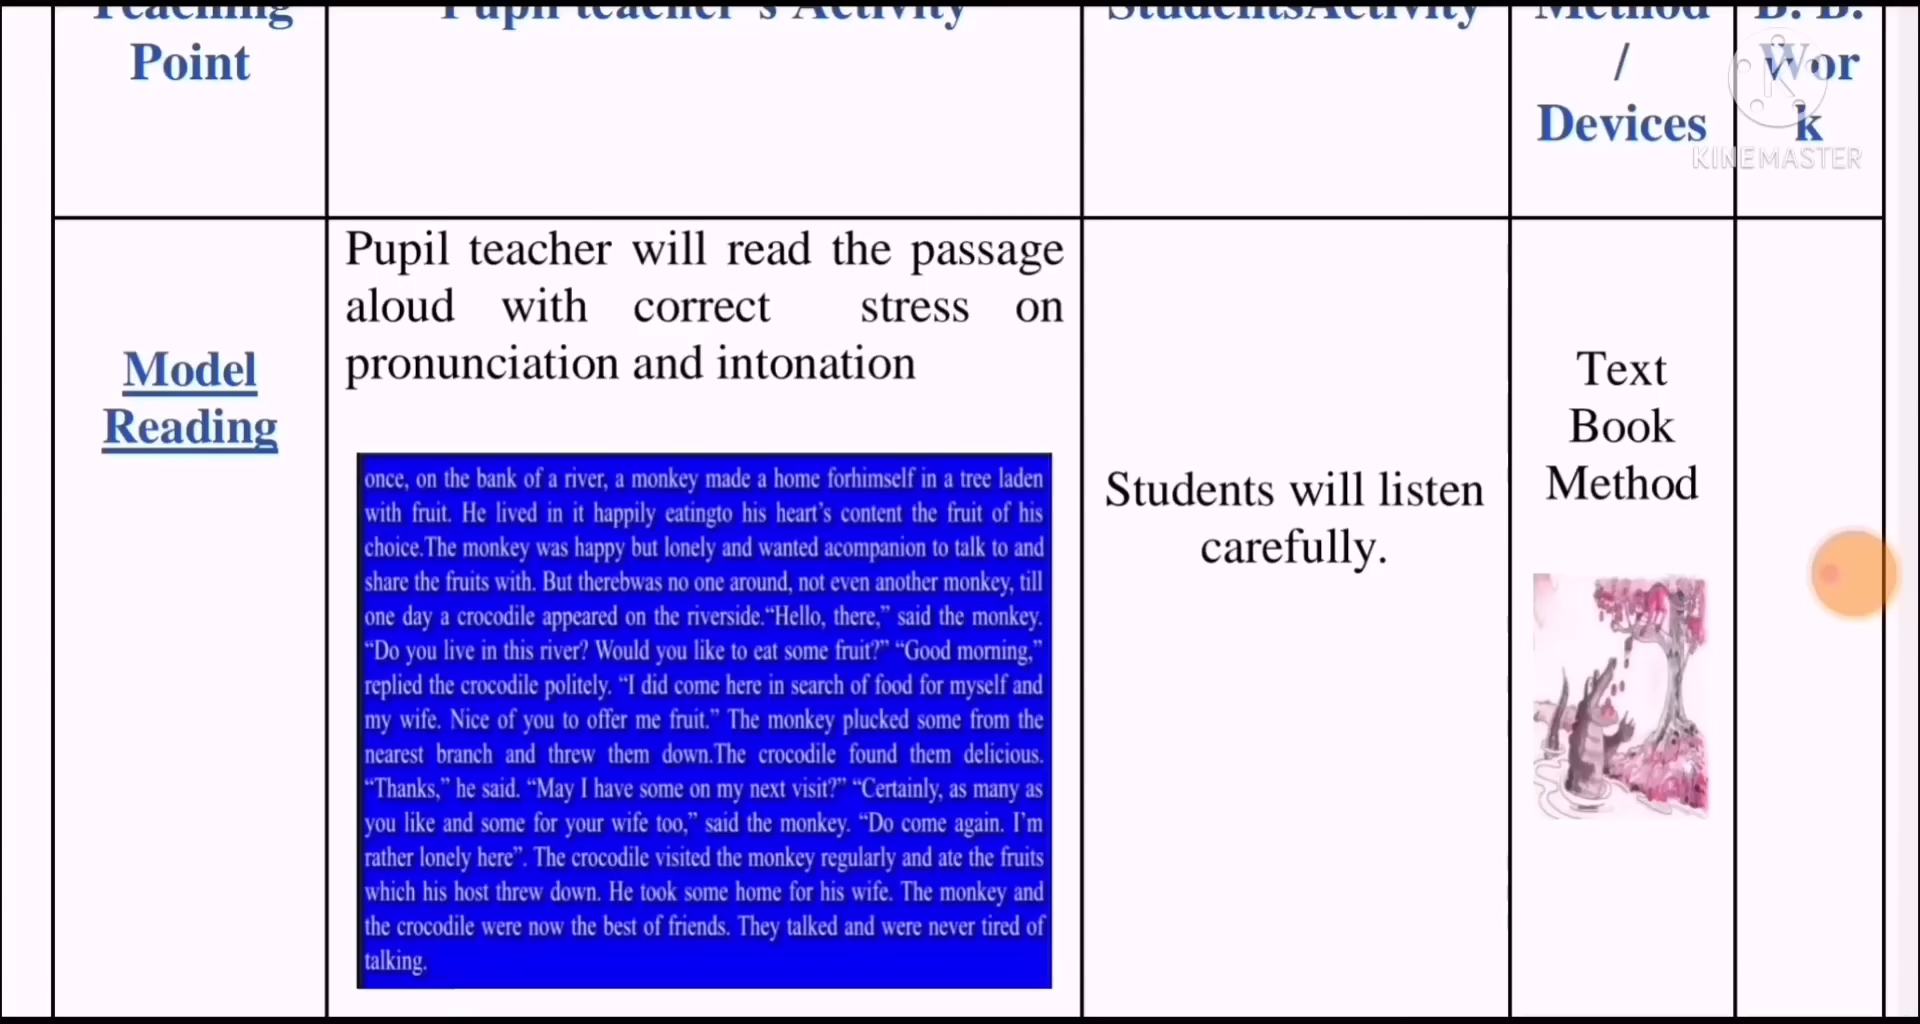 Teaching
Point
Pupil teacher's Activity
StudentsActivity
Method
/
Devices
B. B.
Wor
k
KINEMASTER
Model
Reading
Pupil teacher will read the passage
aloud with correct stress on
pronunciation and intonation
once, on the bank of a river, a monkey made a home forhimself in a tree laden
with fruit. He lived in it happily eatingto his heart's content the fruit of his
choice.The monkey was happy but lonely and wanted acompanion to talk to and
share the fruits with. But therebwas no one around, not even another monkey, till
one day a crocodile appeared on the riverside.“Hello, there,” said the monkey.
“Do you live in this river? Would you like to eat some fruit?” “Good morning,”
replied the crocodile politely. “I did come here in search of food for myself and
my wife. Nice of you to offer me fruit.” The monkey plucked some from the
nearest branch and threw them down.The crocodile found them delicious.
“Thanks,” he said. “May I have some on my next visit?” “Certainly, as many as
you like and some for your wife too,” said the monkey. “Do come again. I'm
rather lonely here”. The crocodile visited the monkey regularly and ate the fruits
which his host threw down. He took some home for his wife. The monkey and
the crocodile were now the best of friends. They talked and were never tired of
talking.
Students will listen
carefully.
Text
Book
Method